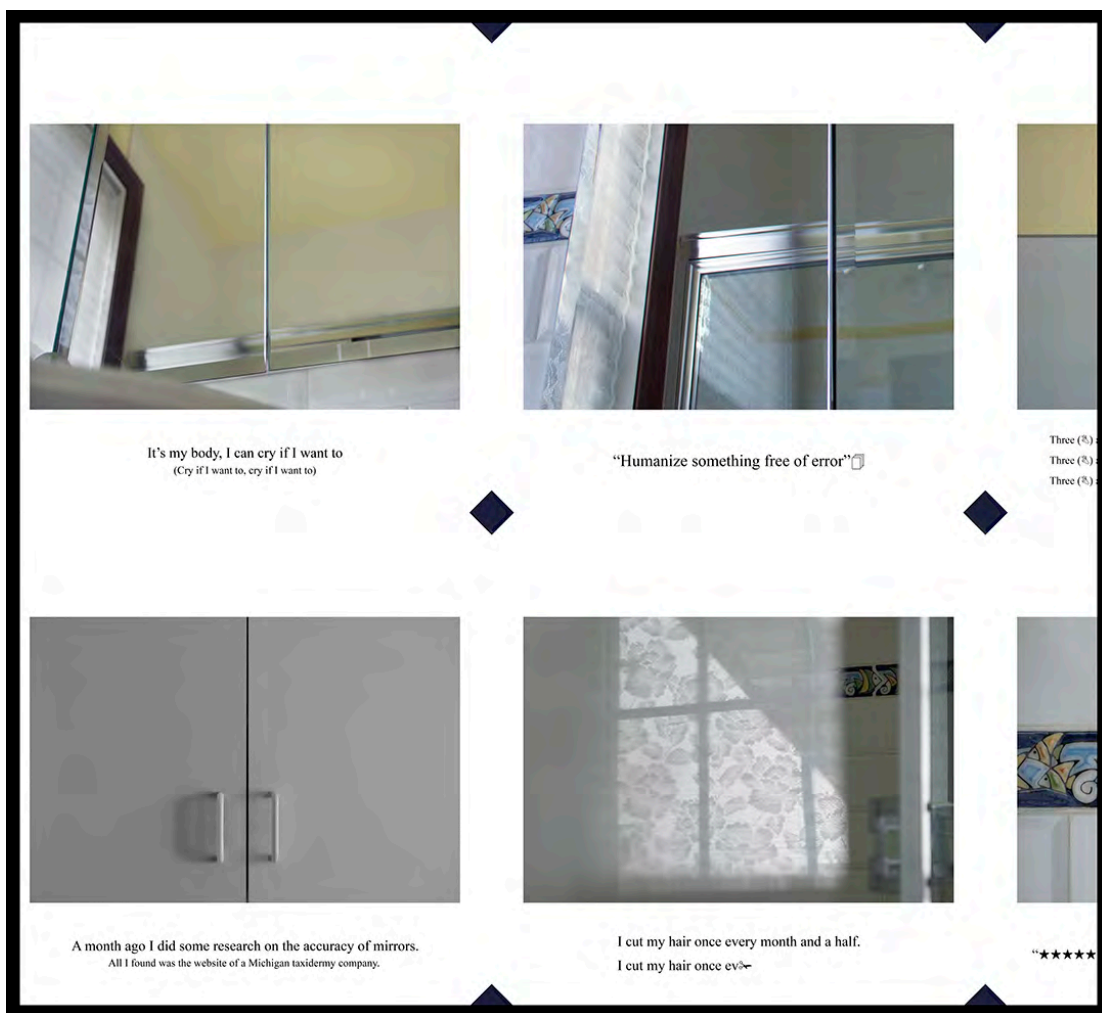 It's my body, I can cry if I want to
(Cry if I want to, cry if I want to)
“Humanize something free of error”
Three
Three
Three
A month ago I did some research on the accuracy of mirrors.
All I found was the website of a Michigan taxidermy company.
I cut my hair once every month and a half.
I cut my hair once ev✂
“★★★★★